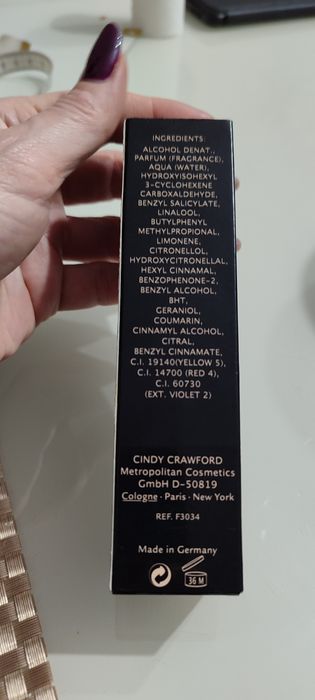 INGREDIENTS:
ALCOHOL DENAT.,
PARFUM (FRAGRANCE),
AQUA (WATER),
HYDROXYISOHEXYL
3-CYCLOHEXENE
CARBOXALDEHYDE,
BENZYL SALICYLATE,
LINALOOL,
BUTYLPHENYL
METHYLPROPIONAL,
LIMONENE,
CITRONELLOL,
HYDROXYCITRONELLAL,
HEXYL CINNAMAL,
BENZOPHENONE-2,
BENZYL ALCOHOL,
BHT,
GERANIOL,
COUMARIN,
CINNAMYL ALCOHOL,
CITRAL,
BENZYL CINNAMATE,
C.I. 19140(YELLOW 5),
C.I. 14700 (RED 4),
C.I. 60730
(EXT. VIOLET 2)
CINDY CRAWFORD
Metropolitan Cosmetics
GmbH D-50819
Cologne · Paris · New York
REF. F3034
Made in Germany
36 M